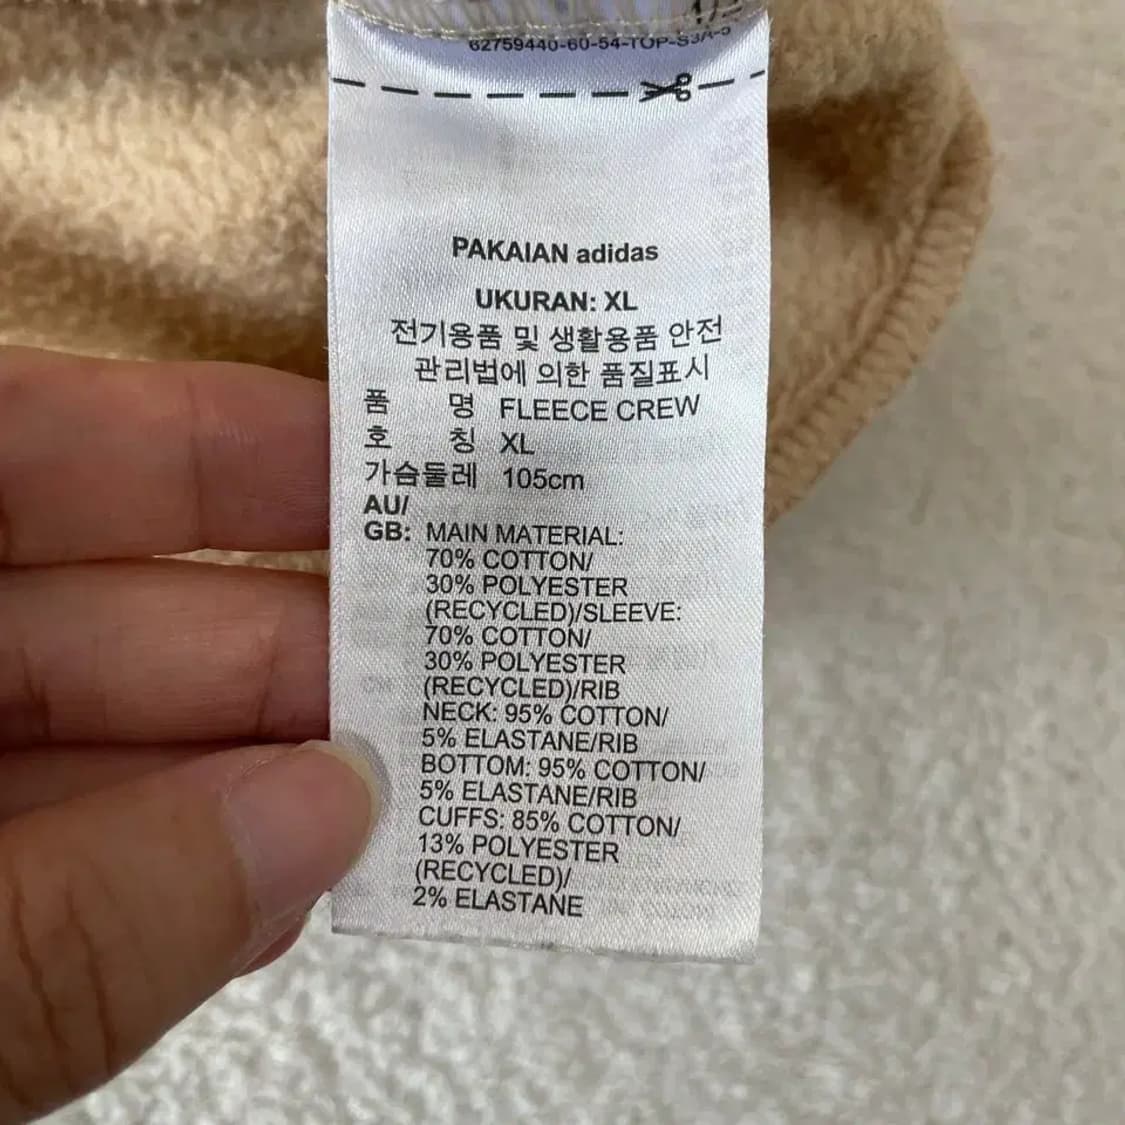 62759440-60-54-TOP-S3A-5
PAKAIAN adidas
UKURAN: XL
전기용품 및 생활용품 안전
관리법에 의한 품질표시
품 명 FLEECE CREW
호 칭 XL
가슴둘레 105cm
AU/
GB: MAIN MATERIAL:
70% COTTON/
30% POLYESTER
(RECYCLED)/SLEEVE:
70% COTTON/
30% POLYESTER
(RECYCLED)/RIB
NECK: 95% COTTON/
5% ELASTANE/RIB
BOTTOM: 95% COTTON/
5% ELASTANE/RIB
CUFFS: 85% COTTON/
13% POLYESTER
(RECYCLED)/
2% ELASTANE